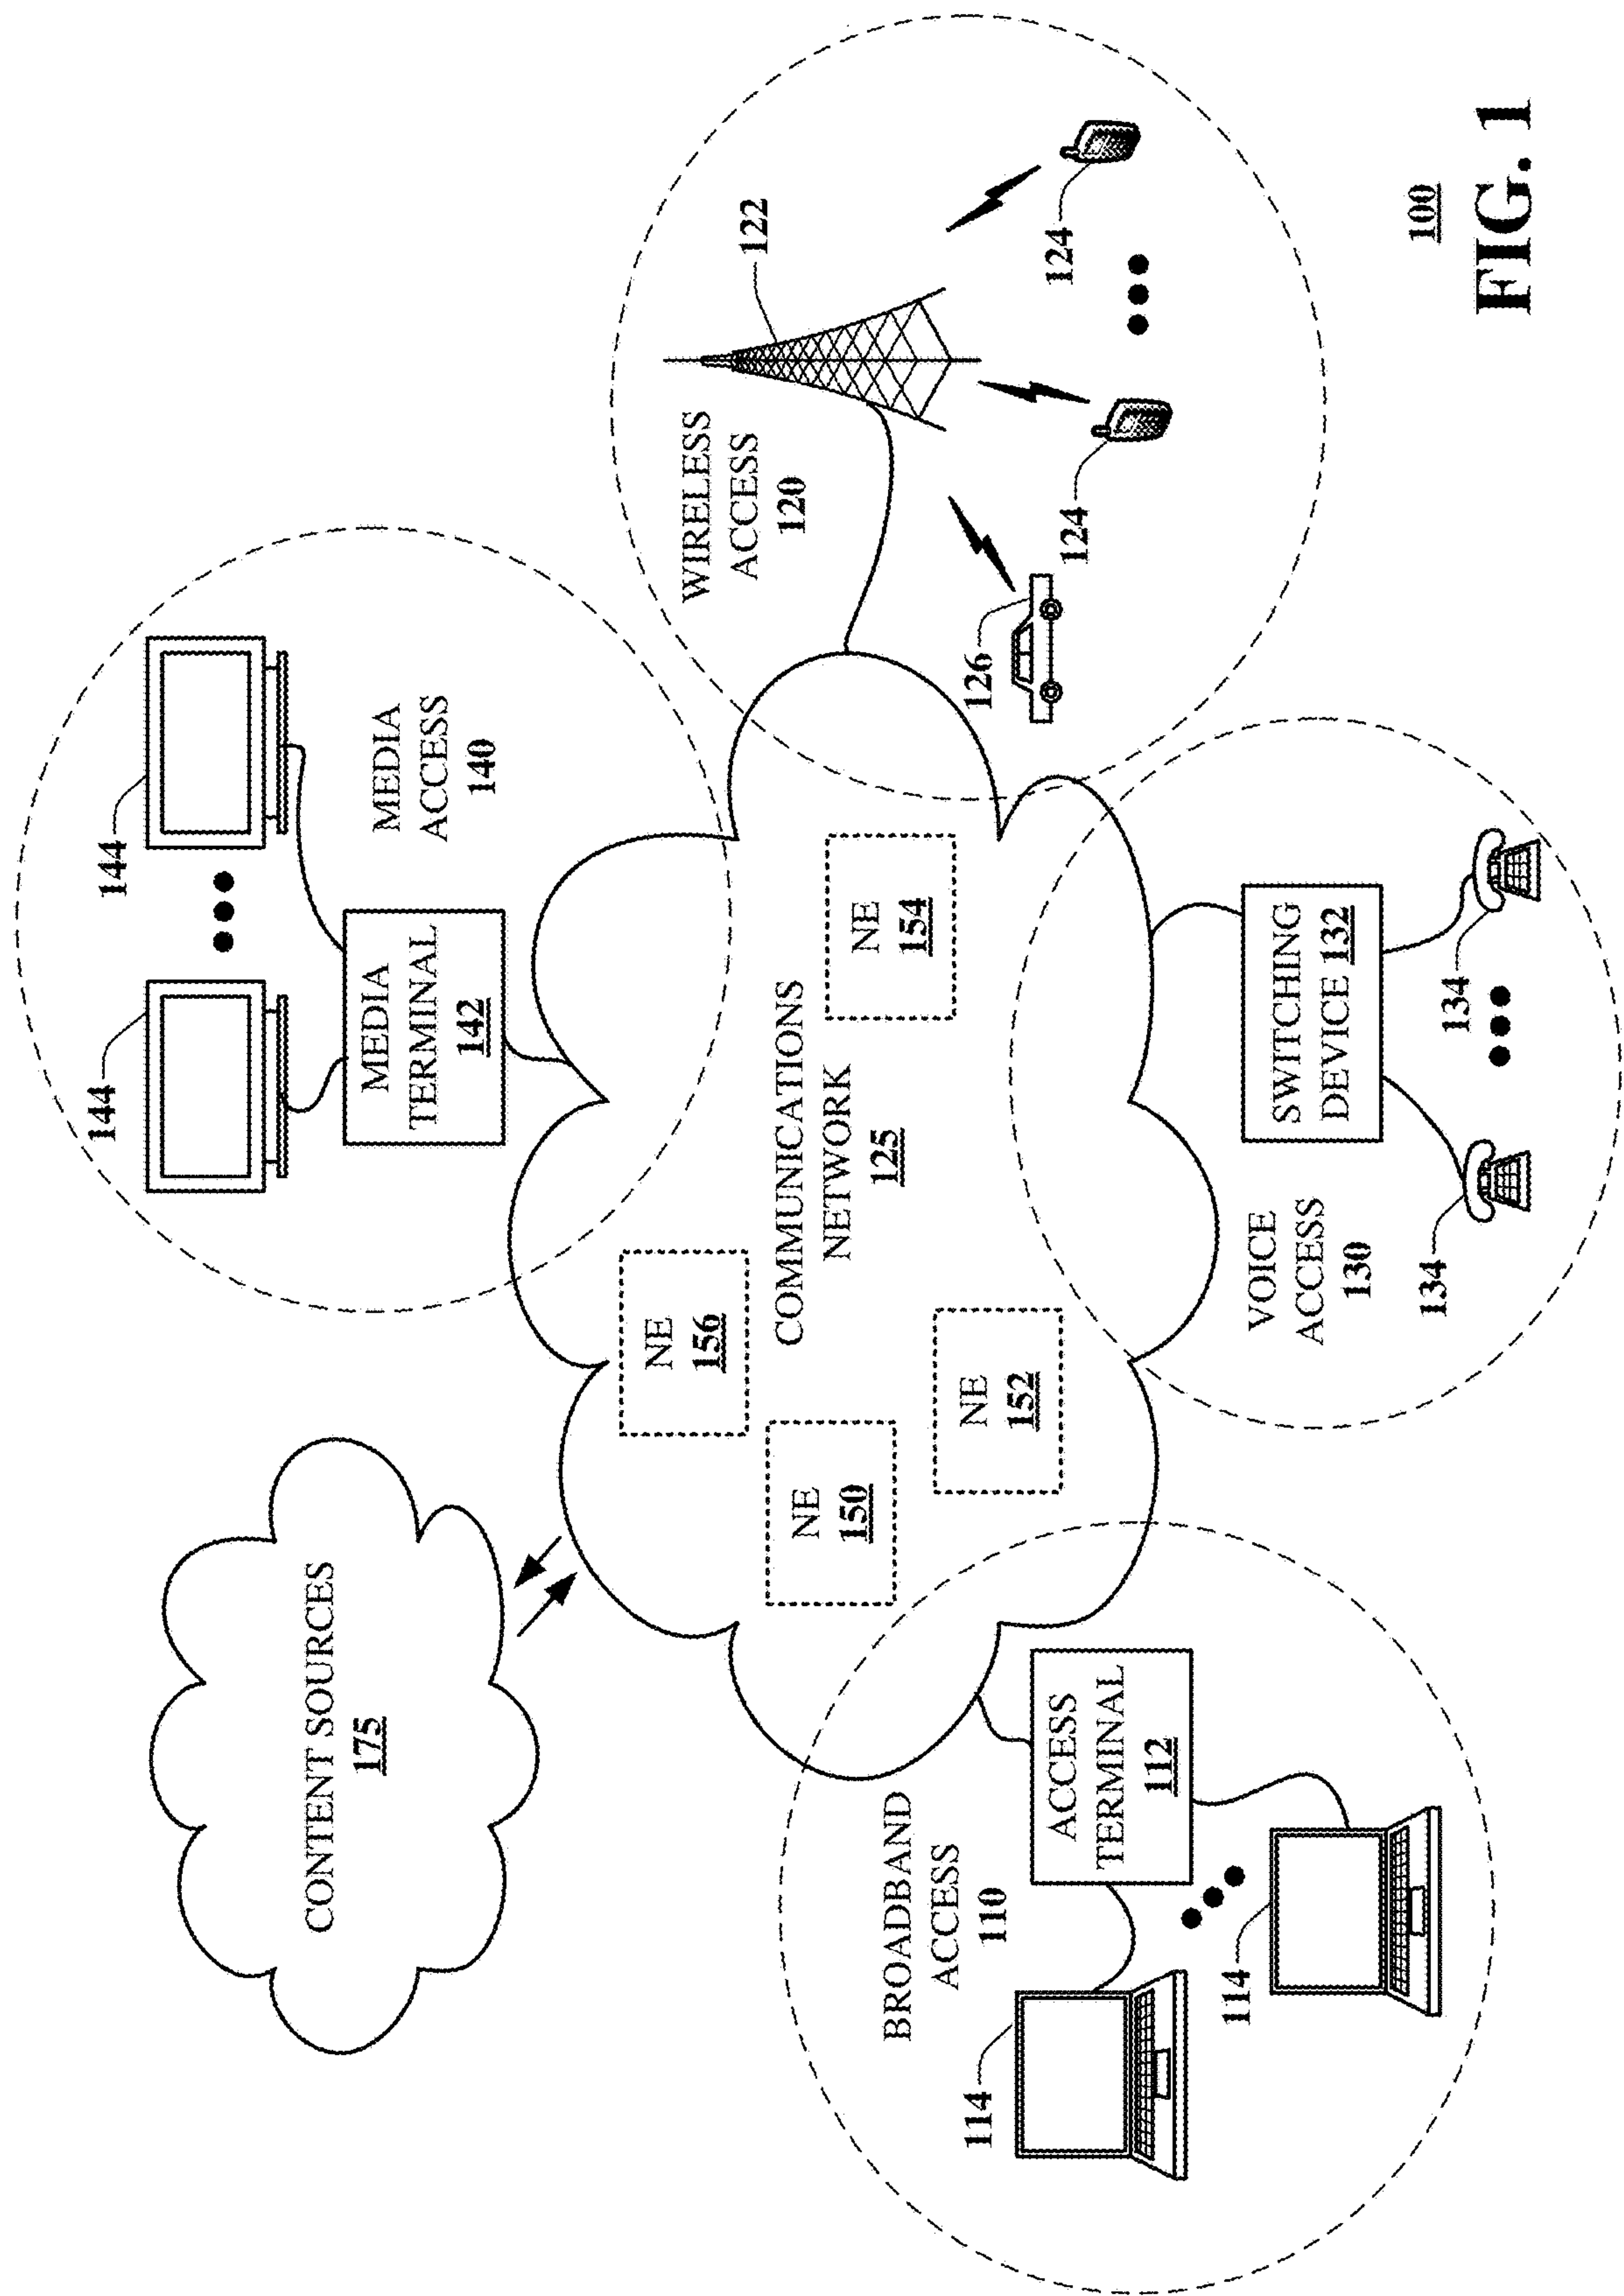 CONTENT SOURCES
175
144
144
MEDIA
TERMINAL
142
MEDIA
ACCESS
140
WIRELESS
ACCESS
120
122
124
124
126
NE
156
NE
150
NE
152
COMMUNICATIONS
NETWORK
125
NE
154
BROADBAND
ACCESS
110
ACCESS
TERMINAL
112
114
114
VOICE
ACCESS
130
SWITCHING
DEVICE 132
134
134
100
FIG. 1